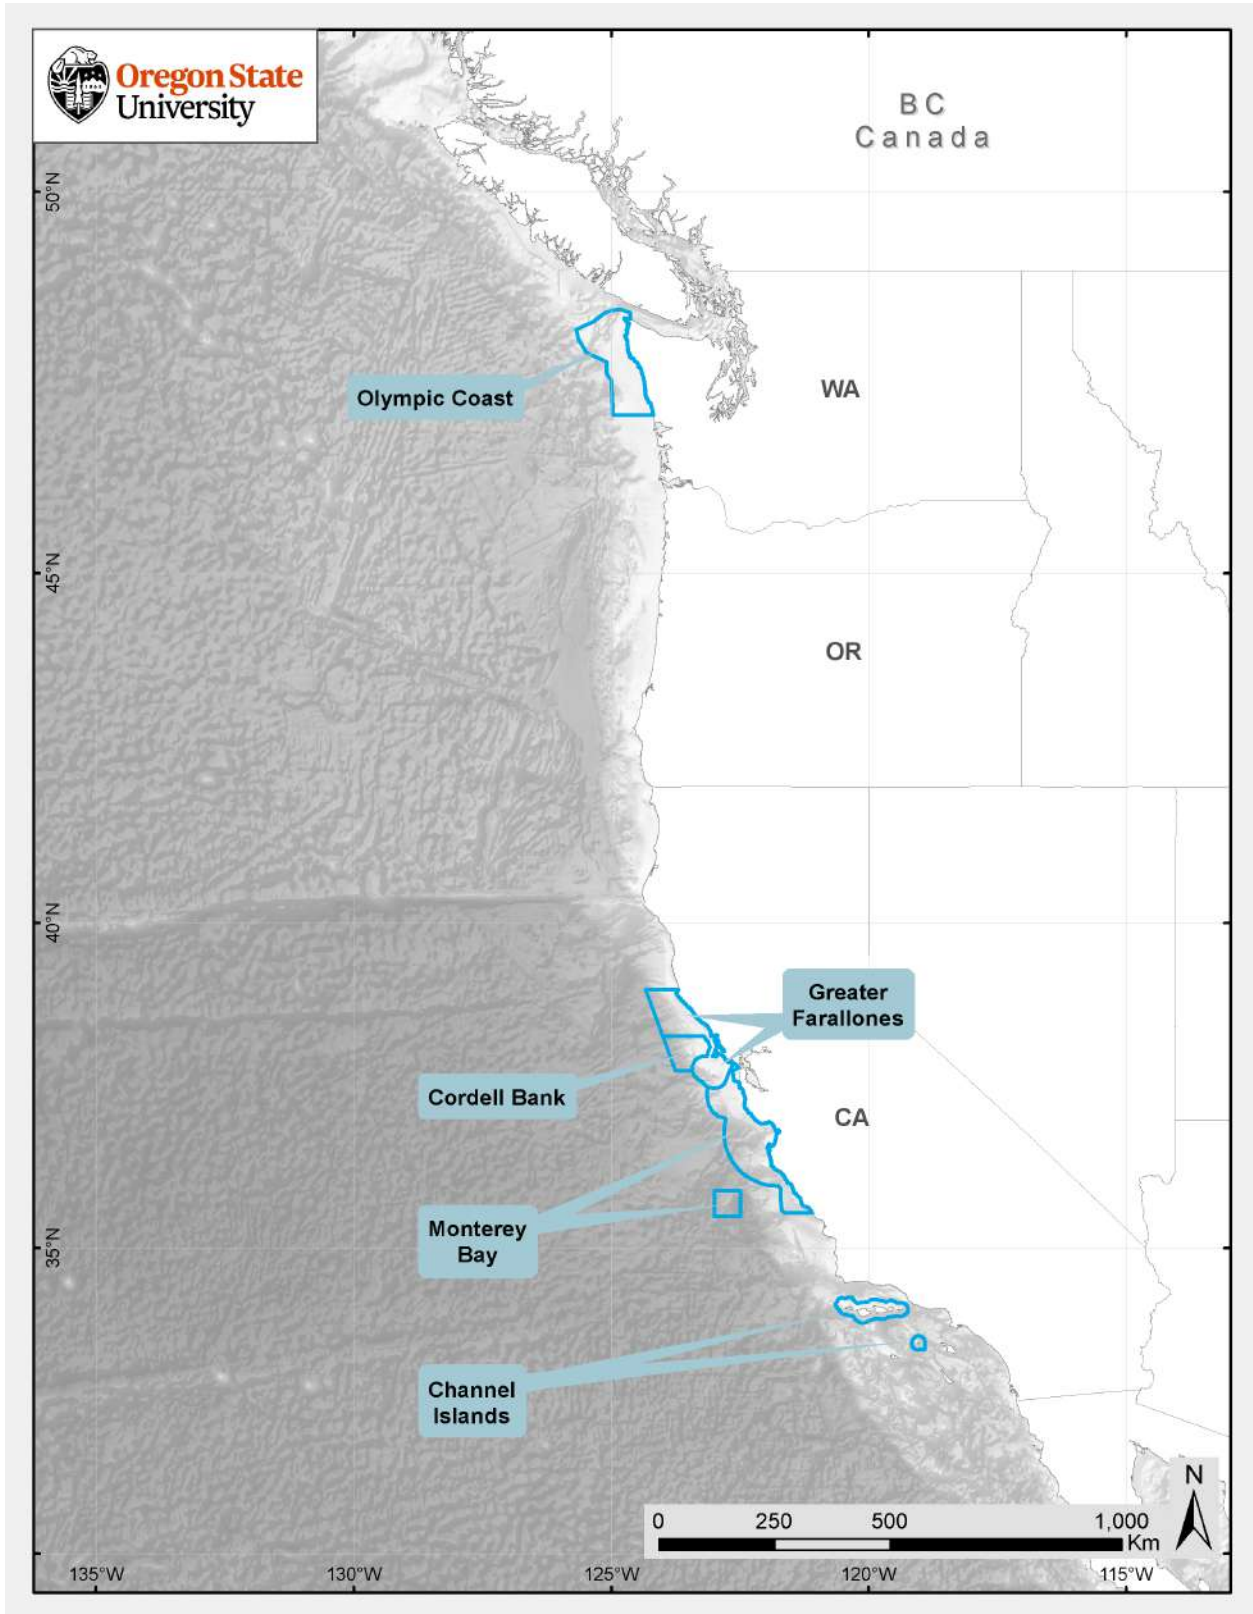 Oregon State
University
BC
Canada
50°N
Olympic Coast
WA
45°N
OR
40°N
Greater
Farallones
Cordell Bank
CA
Monterey
Bay
35°N
Channel
Islands
N
0 250 500 1,000
Km
135°W 130°W 125°W 120°W 115°W